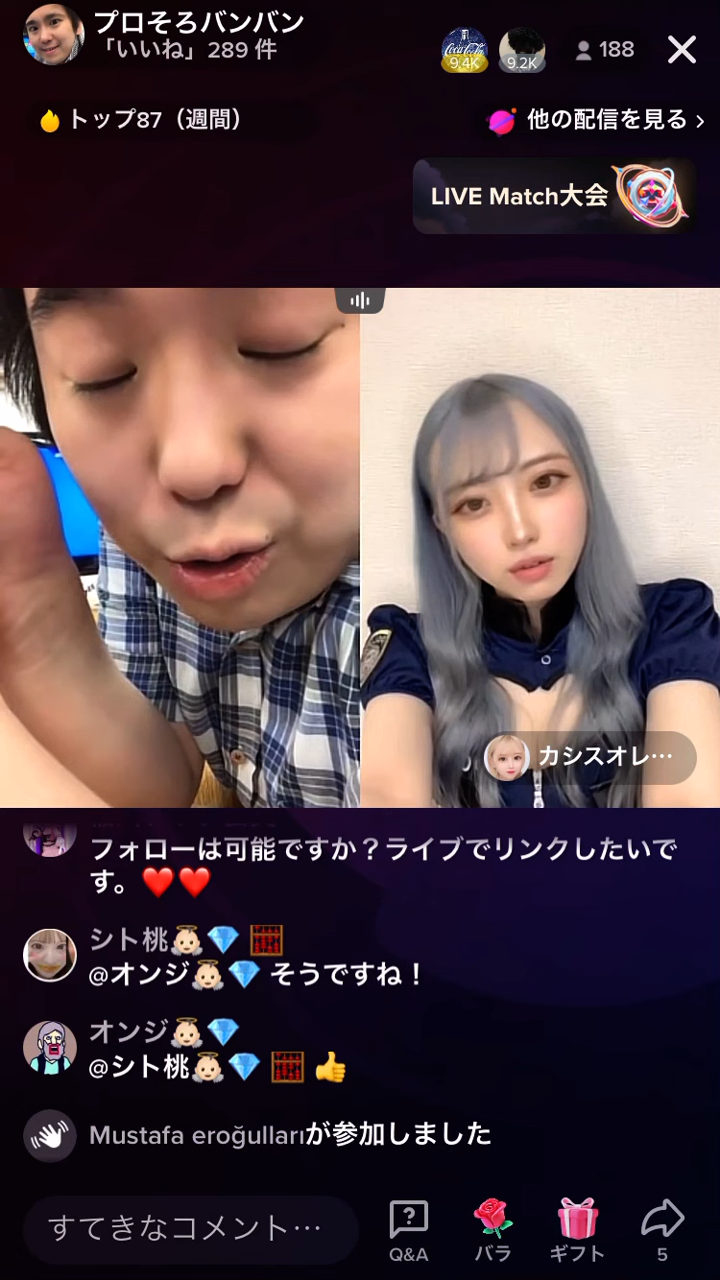 プロそろバンバン
「いいね」289 件
9.4K
9.2K
188
トップ87（週間）
他の配信を見る
LIVE Match大会
カシスオレ…
フォローは可能ですか？ライブでリンクしたいで
す。❤️❤️
シト桃👼🏻💎🧮
@オンジ👼🏻💎 そうですね！
オンジ👼🏻💎
@シト桃👼🏻💎🧮👍
Mustafa eroğullarıが参加しました
すてきなコメント…
Q&A
バラ
ギフト
5